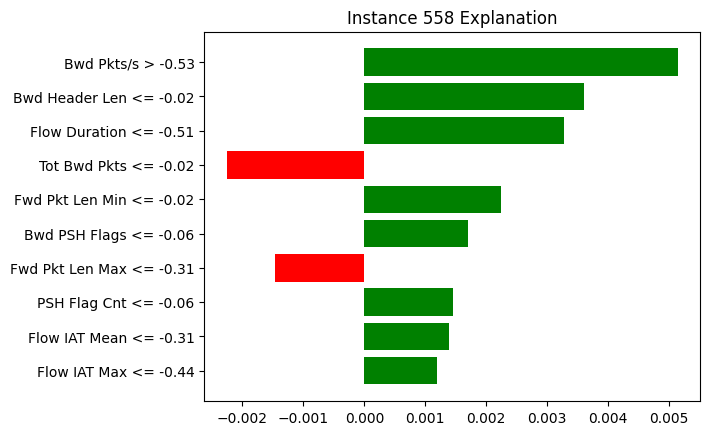 Instance 558 Explanation
Bwd Pkts/s > -0.53
Bwd Header Len <= -0.02
Flow Duration <= -0.51
Tot Bwd Pkts <= -0.02
Fwd Pkt Len Min <= -0.02
Bwd PSH Flags <= -0.06
Fwd Pkt Len Max <= -0.31
PSH Flag Cnt <= -0.06
Flow IAT Mean <= -0.31
Flow IAT Max <= -0.44
−0.002 −0.001 0.000 0.001 0.002 0.003 0.004 0.005